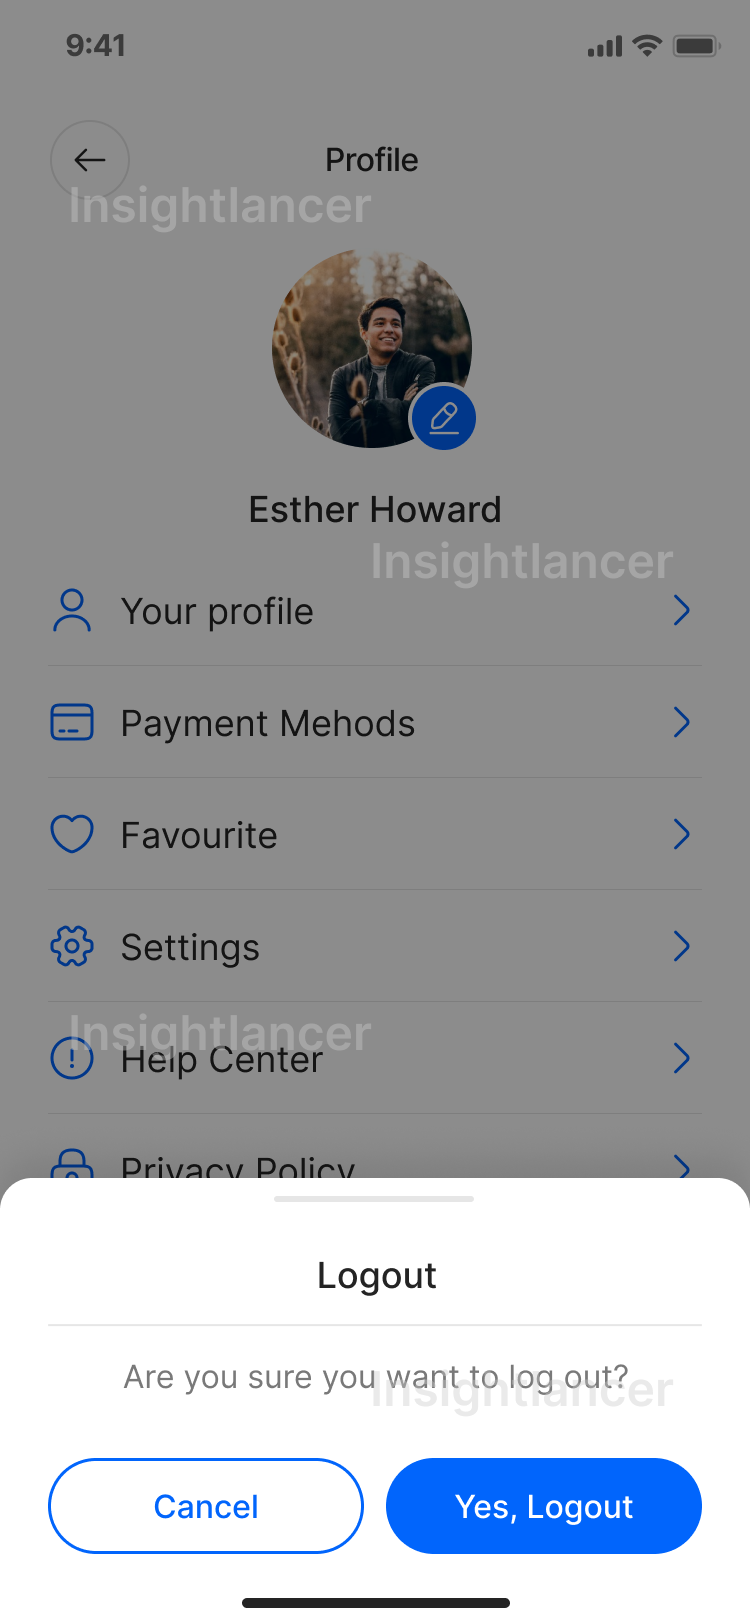 9:41
Profile
Insightlancer
Esther Howard
Insightlancer
Your profile
Payment Mehods
Favourite
Settings
Insightlancer
Help Center
Privacy Policy
Logout
Are you sure you want to log out?
Insightlancer
Cancel
Yes, Logout